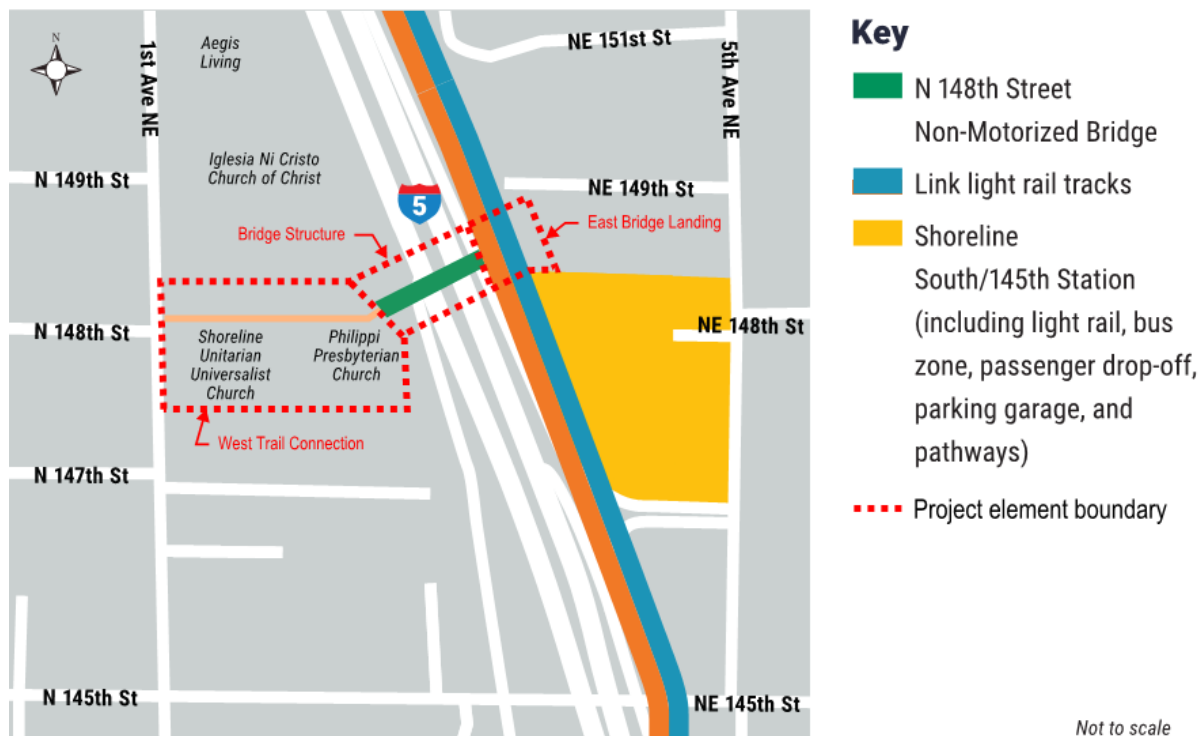 N
Aegis
Living
1st Ave NE
NE 151st St
5th Ave NE
Iglesia Ni Cristo
Church of Christ
N 149th St
NE 149th St
5
Bridge Structure
East Bridge Landing
N 148th St
NE 148th St
Shoreline
Unitarian
Universalist
Church
Philippi
Presbyterian
Church
West Trail Connection
N 147th St
N 145th St
NE 145th St
Key
N 148th Street
Non-Motorized Bridge
Link light rail tracks
Shoreline
South/145th Station
(including light rail, bus
zone, passenger drop-off,
parking garage, and
pathways)
Project element boundary
Not to scale